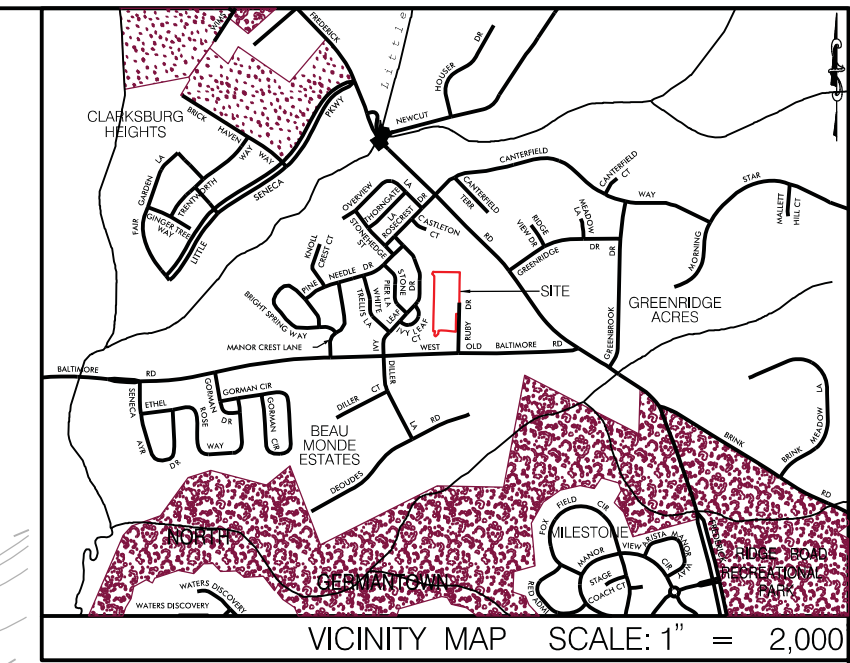 FREDERICK
Little
HOUSER DR
NEWCUT
PKWY
CLARKSBURG
HEIGHTS
BRICK HAVEN WAY
WAY
SENECA
LITTLE
FAIR GARDEN LA
TRENTWORTH
GINGER TREE
WAY
OVERVIEW
THORNGATE LA
LA
ROSECREST DR
STONEHEDGE
ST
CASTLETON
CT
CANTERFIELD
TERR
CANTERFIELD WAY
CANTERFIELD
CT
STAR
MORNING
MALLETT
HILL CT
RD
RIDGE
VIEW DR
MEADOW
LA
GREENRIDGE DR
DR
GREENBROOK
GREENRIDGE
ACRES
KNOLL
CREST CT
PINE NEEDLE DR
BRIGHT SPRING WAY
TRELLIS LA
WHITE
PIER LA
STONE DR
LEAF
IVY LEAF
CT
IVY
MANOR CREST LANE
SITE
RUBY DR
WEST OLD BALTIMORE RD
BALTIMORE RD
SENECA
ETHEL
AYR
DR
ROSE
WAY
GORMAN
DR
GORMAN CIR
GORMAN
CIR
DILLER
DILLER CT
LA
RD
DEOUDES
BEAU
MONDE
ESTATES
BRINK
RD
BRINK MEADOW LA
NORTH
GERMANTOWN
WATERS DISCOVERY
WATERS DISCOVERY
FOX FIELD CIR
MILESTONE
MANOR VIEW
STAGE
COACH CT
MANOR WAY
CIR
RIDGE ROAD
RECREATIONAL
PARK
VICINITY MAP SCALE: 1" = 2,000